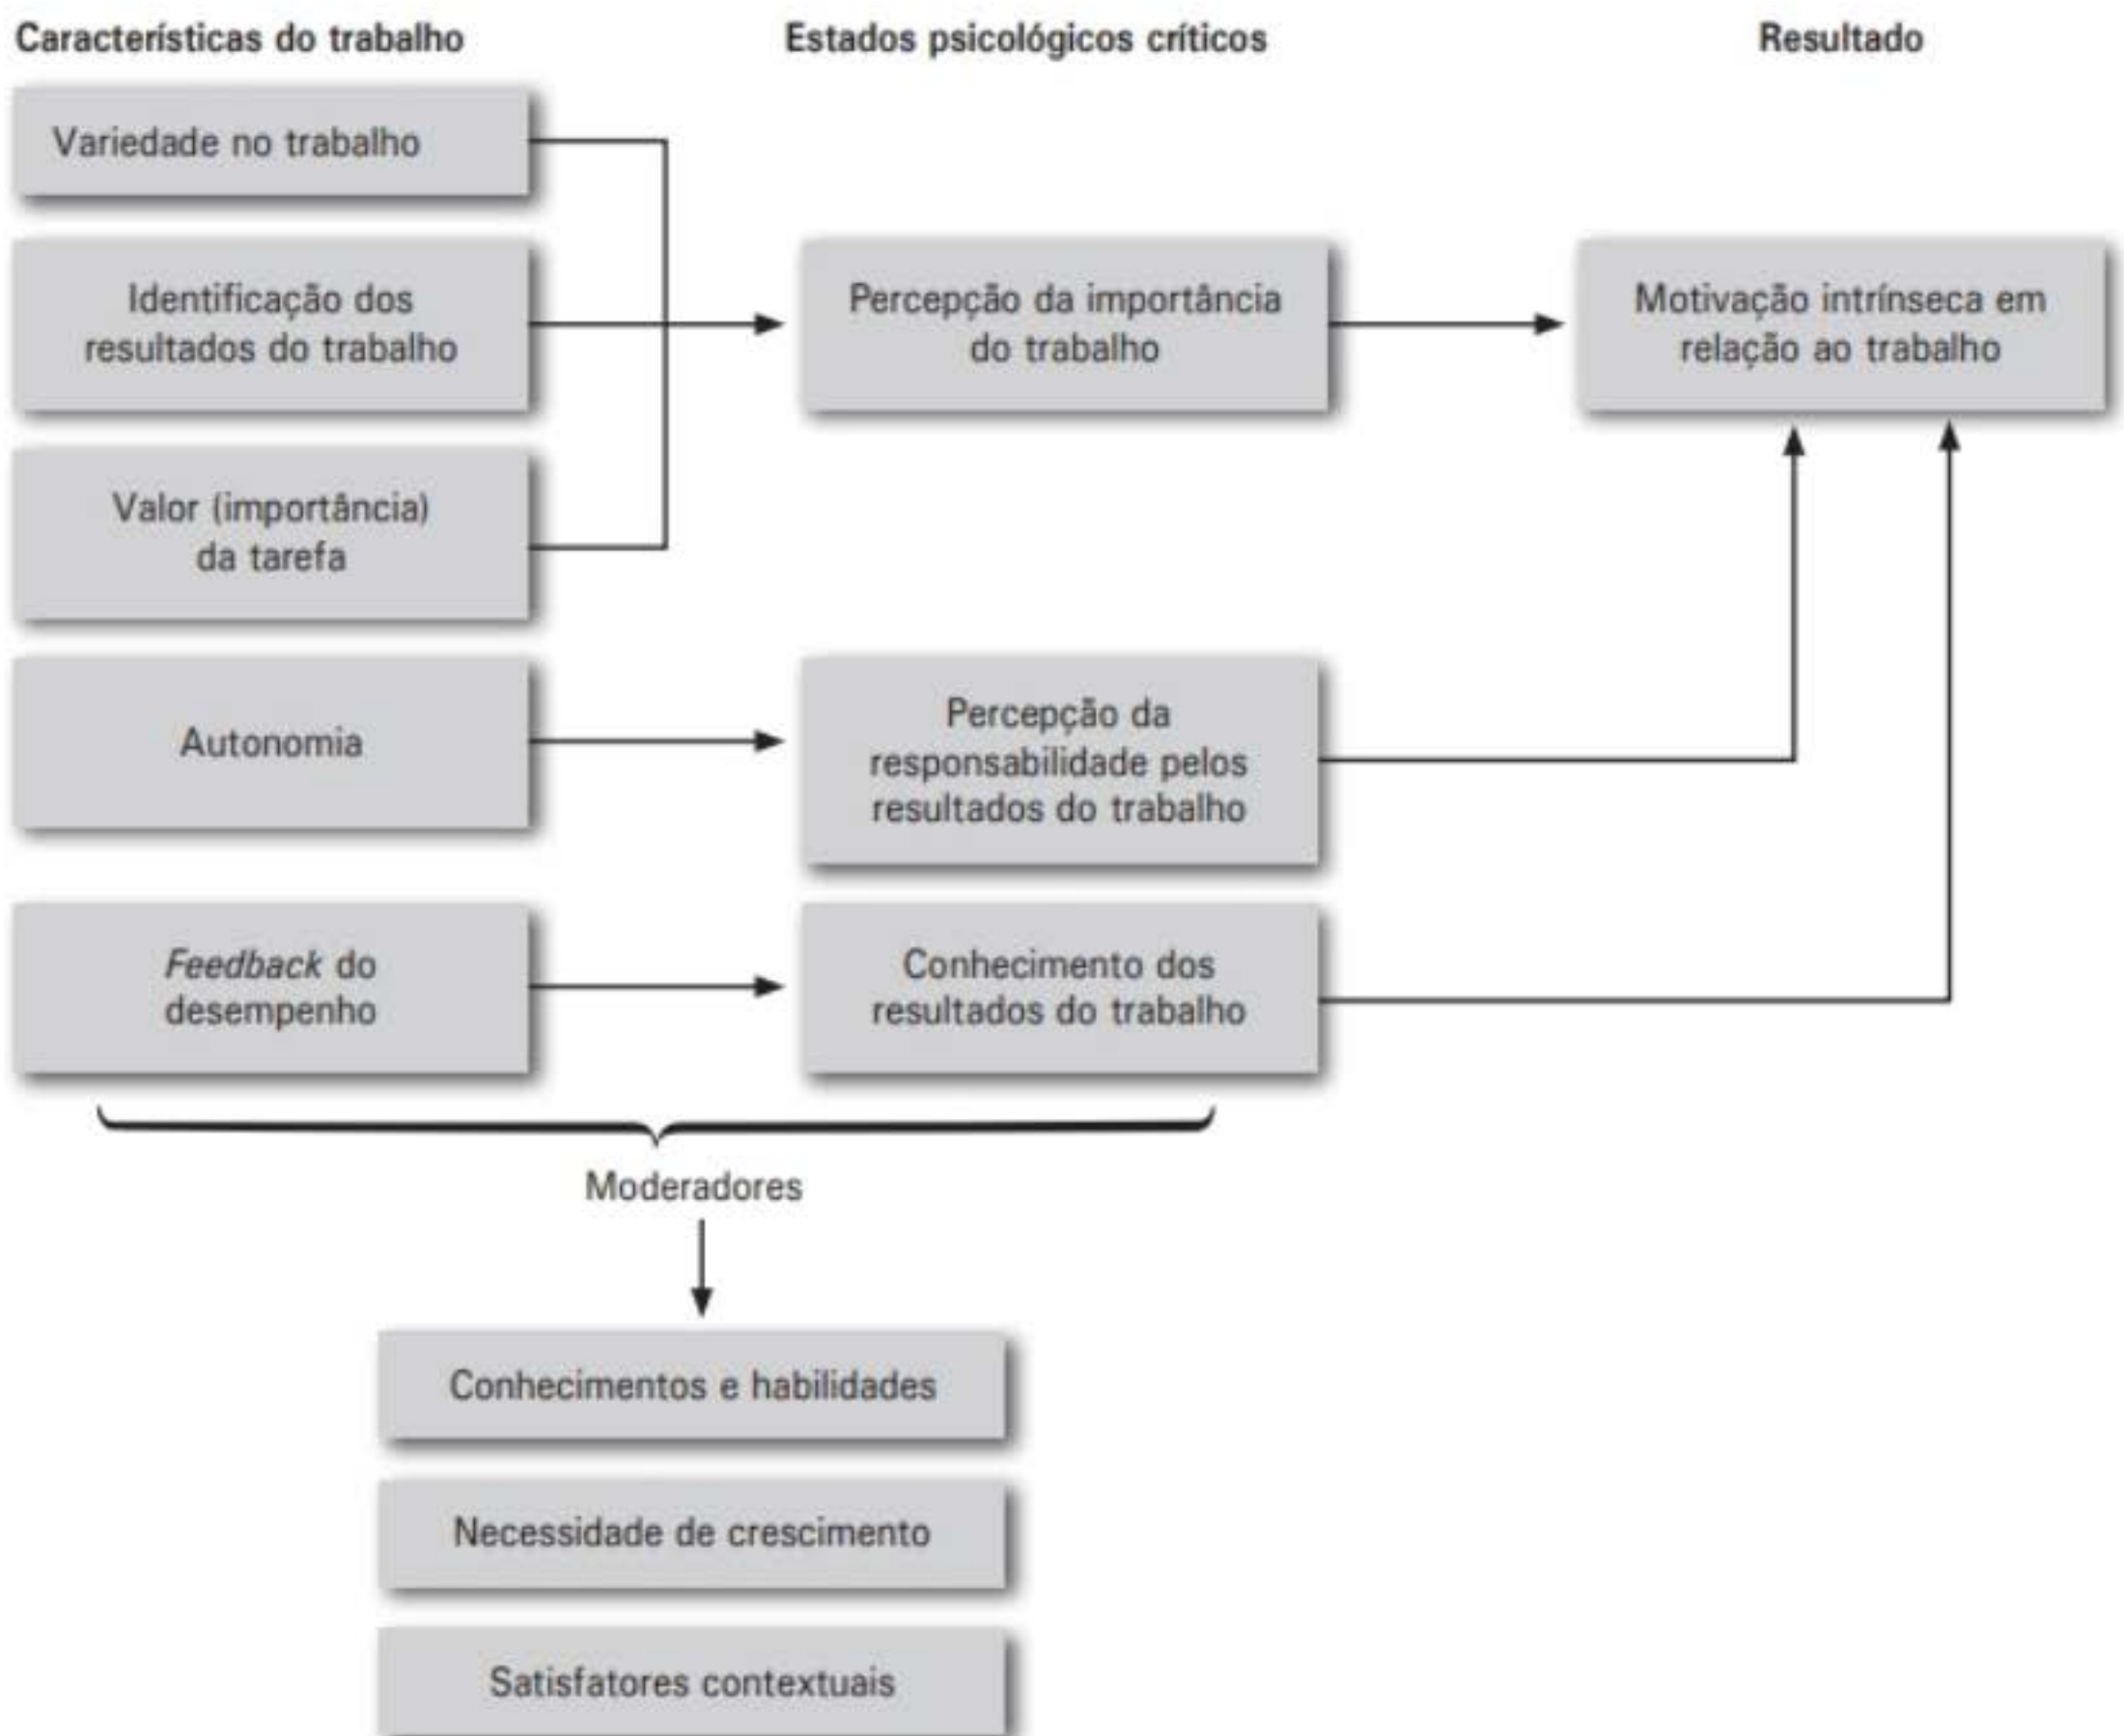 Características do trabalho
Estados psicológicos críticos
Resultado
Variedade no trabalho
Identificação dos
resultados do trabalho
Percepção da importância
do trabalho
Motivação intrínseca em
relação ao trabalho
Valor (importância)
da tarefa
Autonomia
Percepção da
responsabilidade pelos
resultados do trabalho
Feedback do
desempenho
Conhecimento dos
resultados do trabalho
Moderadores
Conhecimentos e habilidades
Necessidade de crescimento
Satisfatores contextuais